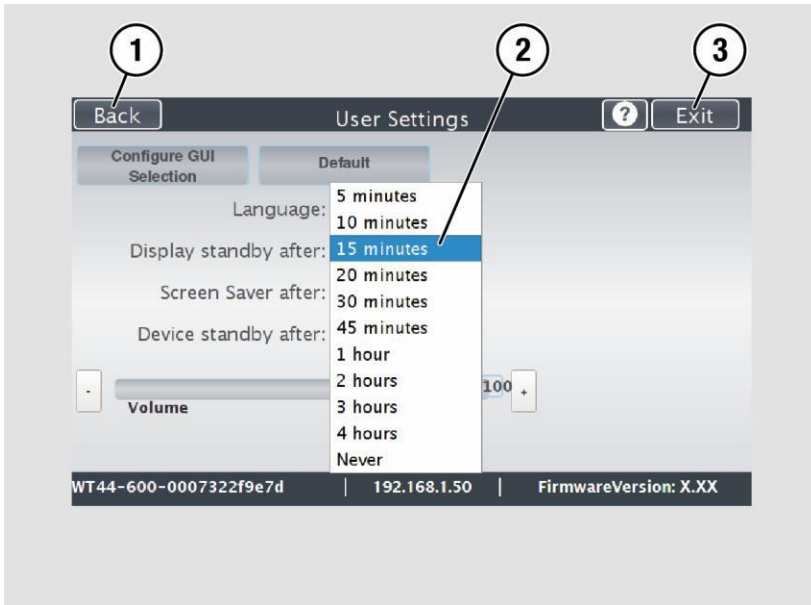 1
2
3
Back
User Settings
?
Exit
Configure GUI
Selection
Default
Language:
Display standby after:
Screen Saver after:
Device standby after:
5 minutes
10 minutes
15 minutes
20 minutes
30 minutes
45 minutes
1 hour
2 hours
3 hours
4 hours
Never
-
100
+
Volume
WT44-600-0007322f9e7d | 192.168.1.50 | FirmwareVersion: X.XX